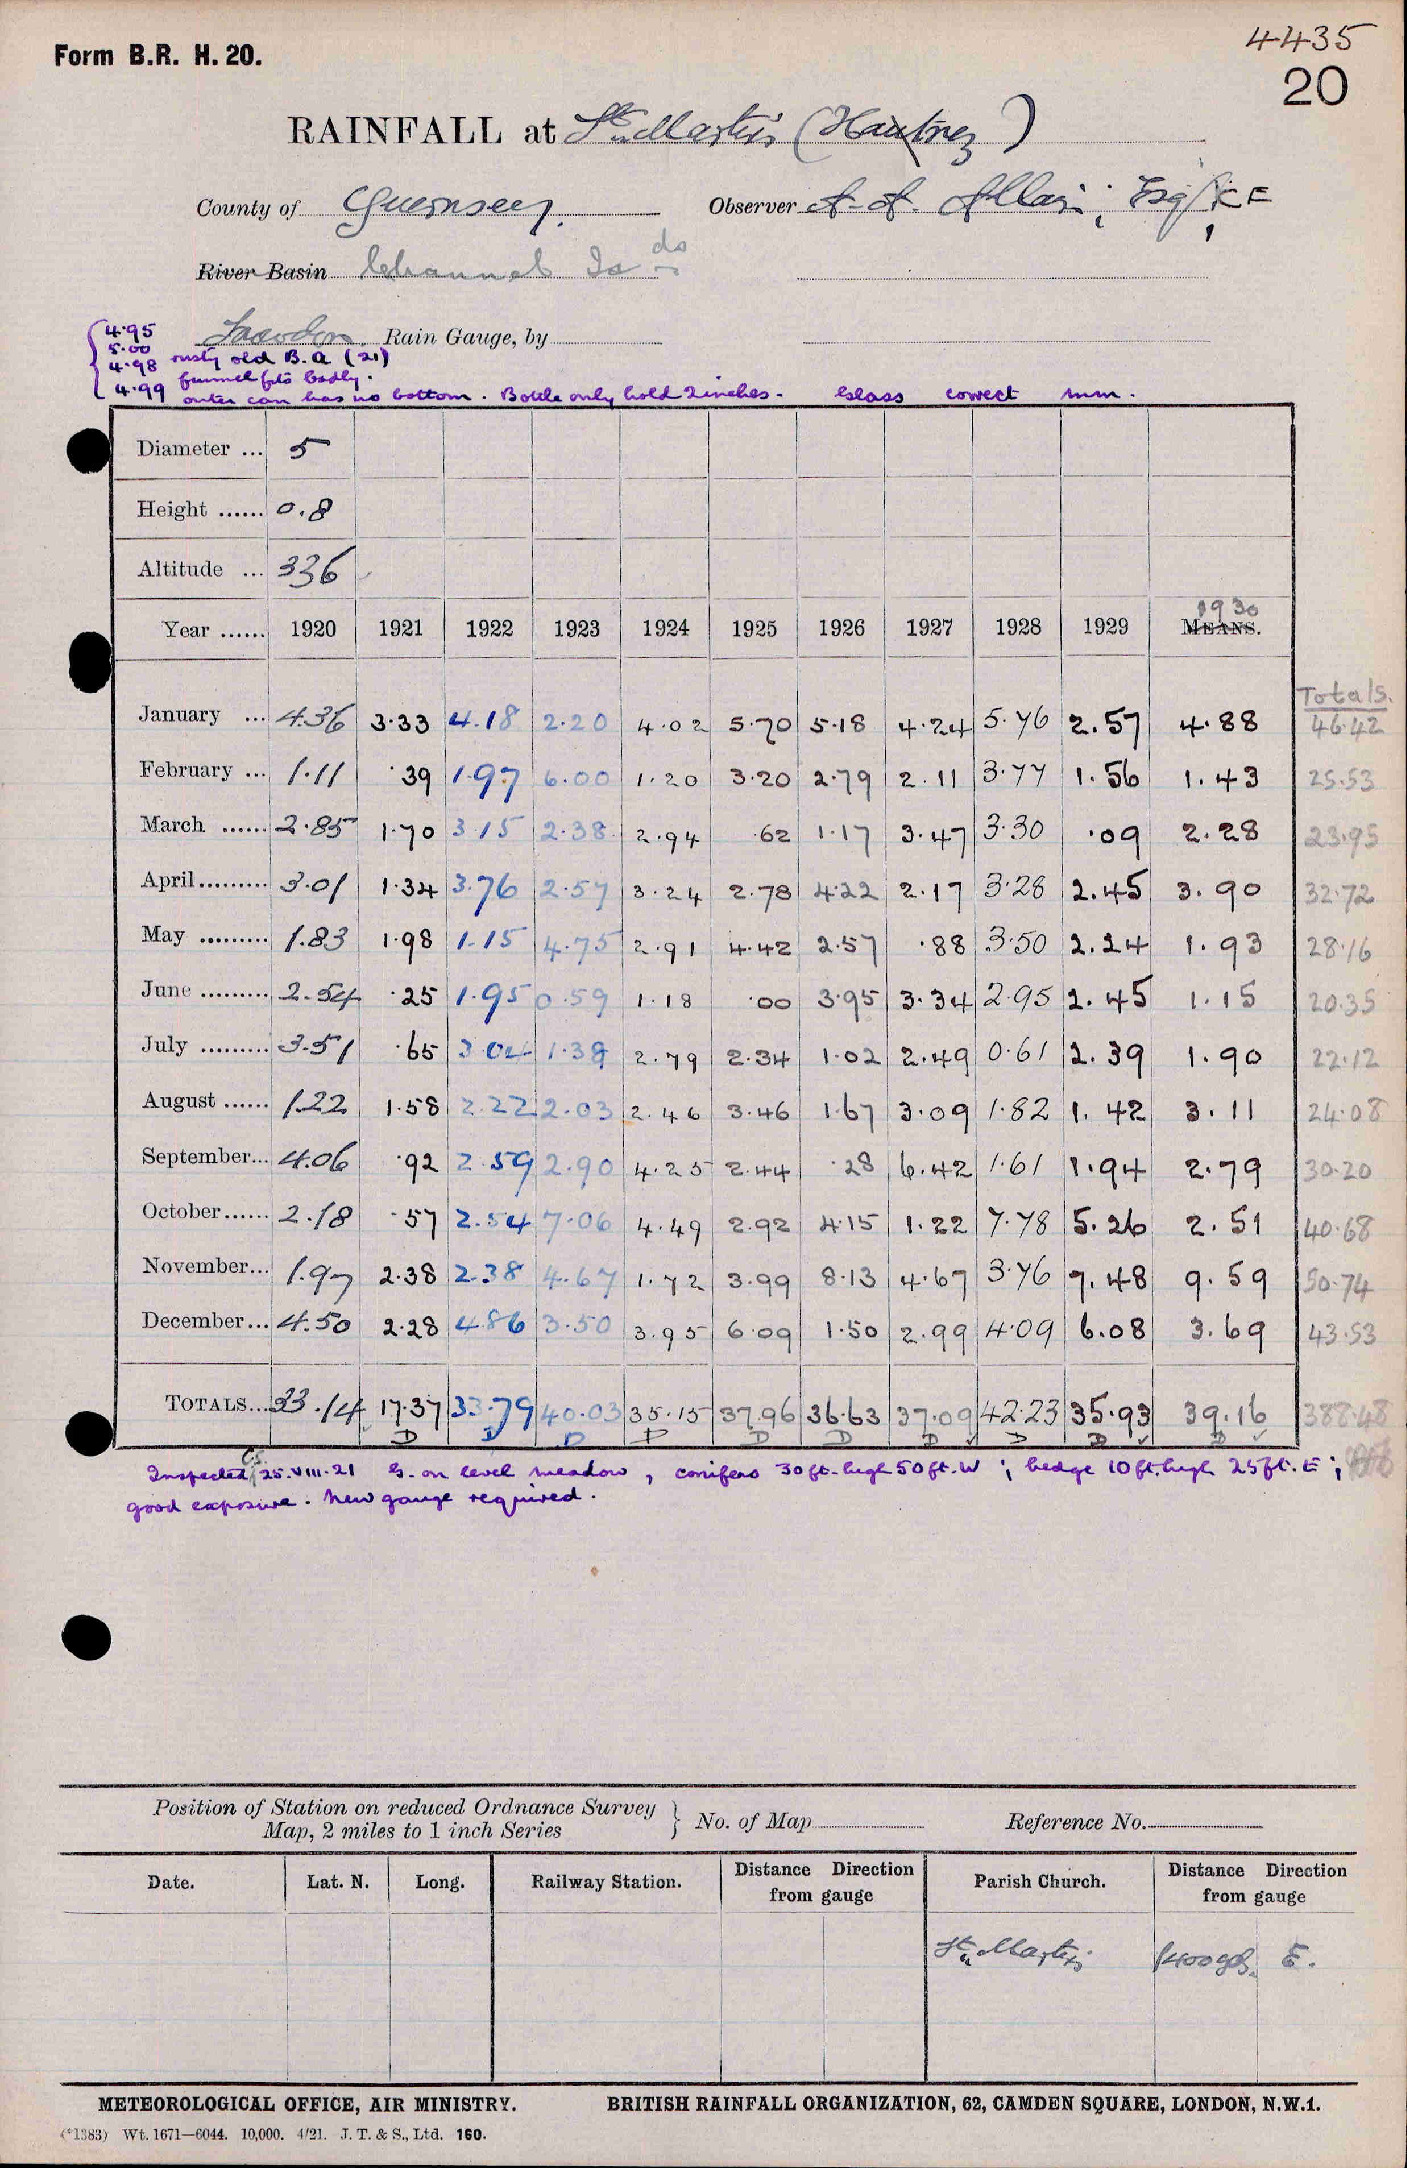 4435
Form B.R. H. 20.
20
RAINFALL at St. Martin's (Hautnez)
County of Guernsey. Observer A. A. Allan, Esq., CE
River Basin Channel Is ds
4.95
5.00
4.98
4.99
Snowdon Rain Gauge, by
rusty old B.A (21)
funnel fits badly.
outer can has no bottom. Bottle only hold 2 inches. Glass correct mm.
Diameter ... 5
Height ...... 0.8
Altitude ... 336
Year ...... 1920 1921 1922 1923 1924 1925 1926 1927 1928 1929 MEANS. 1930
Totals.
January ... 4.36 3.33 4.18 2.20 4.02 5.70 5.18 4.24 5.76 2.57 4.88 46.42
February ... 1.11 .39 1.97 6.00 1.20 3.20 2.79 2.11 3.77 1.56 1.43 25.53
March ...... 2.85 1.70 3.15 2.38 2.94 .62 1.17 3.47 3.30 .09 2.28 23.95
April ......... 3.01 1.34 3.76 2.57 3.24 2.78 4.22 2.17 3.28 2.45 3.90 32.72
May ......... 1.83 1.98 1.15 4.75 2.91 4.42 2.57 .88 3.50 2.24 1.93 28.16
June ......... 2.54 .25 1.95 0.59 1.18 .00 3.95 3.34 2.95 2.45 1.15 20.35
July ......... 3.51 .65 3.04 1.38 2.79 2.34 1.02 2.49 0.61 2.39 1.90 22.12
August ...... 1.22 1.58 2.22 2.03 2.46 3.46 1.67 3.09 1.82 1.42 3.11 24.08
September... 4.06 .92 2.59 2.90 4.25 2.44 .28 6.42 1.61 1.94 2.79 30.20
October ...... 2.18 .57 2.54 7.06 4.49 2.92 4.15 1.22 7.78 5.26 2.51 40.68
November... 1.97 2.38 2.38 4.67 1.72 3.99 8.13 4.67 3.76 7.48 9.59 50.74
December ... 4.50 2.28 4.86 3.50 3.95 6.09 1.50 2.99 4.09 6.08 3.69 43.53
TOTALS... 33.14 17.37 33.79 40.03 35.15 37.96 36.63 37.09 42.23 35.93 39.16 388.48
D D D D D D D D D D
Inspected C.S. 25.VIII.21 G. on level meadow, conifers 30 ft. high 50 ft. W; hedge 10 ft. high 25 ft. E;
good exposure. New gauge required.
Position of Station on reduced Ordnance Survey Map, 2 miles to 1 inch Series } No. of Map Reference No.
Date. Lat. N. Long. Railway Station. Distance Direction from gauge Parish Church. Distance Direction from gauge
St. Martin's 1400 yds. E.
METEOROLOGICAL OFFICE, AIR MINISTRY. BRITISH RAINFALL ORGANIZATION, 62, CAMDEN SQUARE, LONDON, N.W.1.
(*1383) Wt. 1671—6044. 10,000. 4/21. J. T. & S., Ltd. 160.